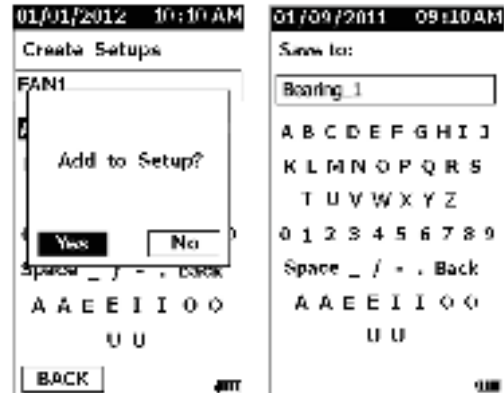 01/01/2012 10:10 AM
Create Setups
FAN1
Add to Setup?
Yes No
Space _ / - . Back
A A E E I I O O
U U
BACK
01/09/2011 09:10AM
Save to:
Bearing_1
A B C D E F G H I J
K L M N O P Q R S
T U V W X Y Z
0 1 2 3 4 5 6 7 8 9
Space _ / - . Back
A A E E I I O O
U U